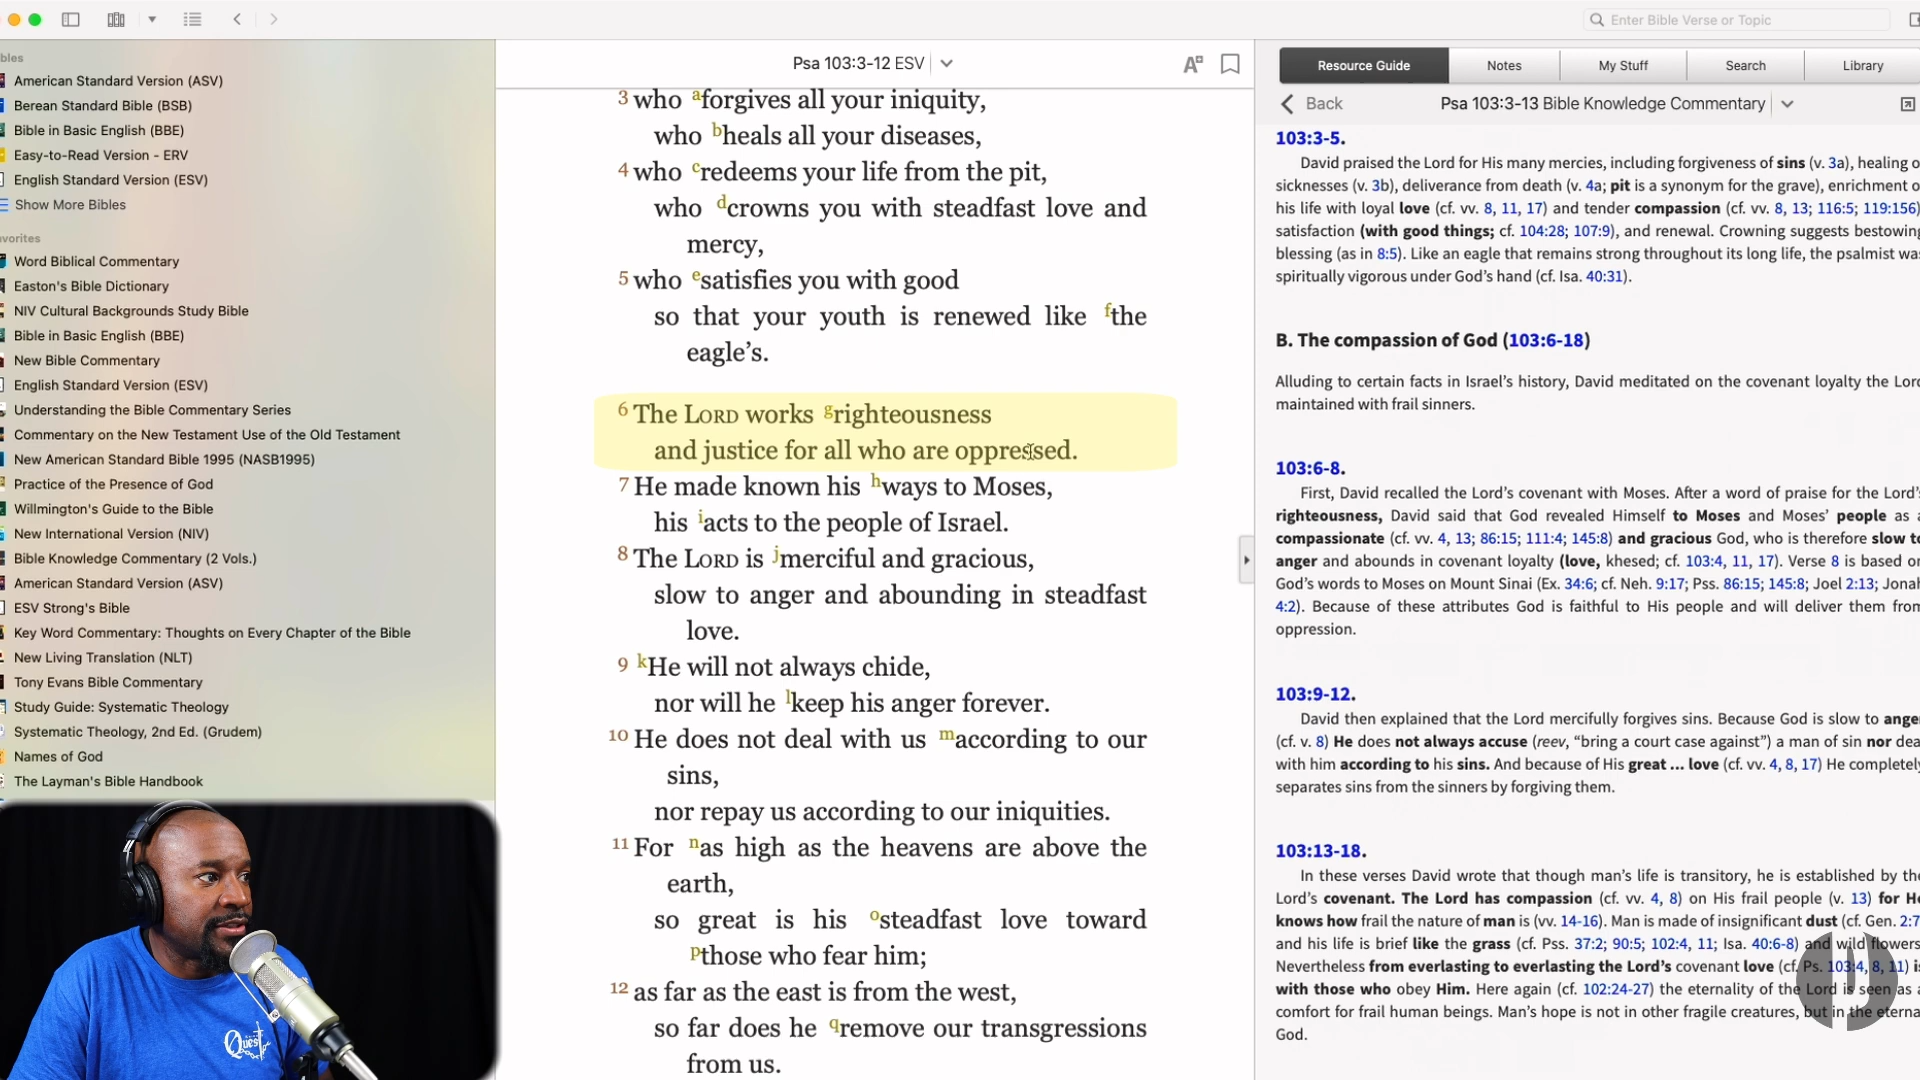 Enter Bible Verse or Topic
bles
American Standard Version (ASV)
Berean Standard Bible (BSB)
Bible in Basic English (BBE)
Easy-to-Read Version - ERV
English Standard Version (ESV)
Show More Bibles
vorites
Word Biblical Commentary
Easton's Bible Dictionary
NIV Cultural Backgrounds Study Bible
Bible in Basic English (BBE)
New Bible Commentary
English Standard Version (ESV)
Understanding the Bible Commentary Series
Commentary on the New Testament Use of the Old Testament
New American Standard Bible 1995 (NASB1995)
Practice of the Presence of God
Willmington's Guide to the Bible
New International Version (NIV)
Bible Knowledge Commentary (2 Vols.)
American Standard Version (ASV)
ESV Strong's Bible
Key Word Commentary: Thoughts on Every Chapter of the Bible
New Living Translation (NLT)
Tony Evans Bible Commentary
Study Guide: Systematic Theology
Systematic Theology, 2nd Ed. (Grudem)
Names of God
The Layman's Bible Handbook
Quest
Psa 103:3-12 ESV
3 who aforgives all your iniquity,
who bheals all your diseases,
4 who credeems your life from the pit,
who dcrowns you with steadfast love and
mercy,
5 who esatisfies you with good
so that your youth is renewed like fthe
eagle’s.
6 The LORD works grighteousness
and justice for all who are oppressed.
7 He made known his hways to Moses,
his iacts to the people of Israel.
8 The LORD is jmerciful and gracious,
slow to anger and abounding in steadfast
love.
9 kHe will not always chide,
nor will he lkeep his anger forever.
10 He does not deal with us maccording to our
sins,
nor repay us according to our iniquities.
11 For nas high as the heavens are above the
earth,
so great is his osteadfast love toward
pthose who fear him;
12 as far as the east is from the west,
so far does he qremove our transgressions
from us.
Resource Guide Notes My Stuff Search Library
Back Psa 103:3-13 Bible Knowledge Commentary
103:3-5.
David praised the Lord for His many mercies, including forgiveness of sins (v. 3a), healing o
sicknesses (v. 3b), deliverance from death (v. 4a; pit is a synonym for the grave), enrichment o
his life with loyal love (cf. vv. 8, 11, 17) and tender compassion (cf. vv. 8, 13; 116:5; 119:156)
satisfaction (with good things; cf. 104:28; 107:9), and renewal. Crowning suggests bestowing
blessing (as in 8:5). Like an eagle that remains strong throughout its long life, the psalmist was
spiritually vigorous under God’s hand (cf. Isa. 40:31).
B. The compassion of God (103:6-18)
Alluding to certain facts in Israel’s history, David meditated on the covenant loyalty the Lord
maintained with frail sinners.
103:6-8.
First, David recalled the Lord’s covenant with Moses. After a word of praise for the Lord’s
righteousness, David said that God revealed Himself to Moses and Moses’ people as a
compassionate (cf. vv. 4, 13; 86:15; 111:4; 145:8) and gracious God, who is therefore slow to
anger and abounds in covenant loyalty (love, khesed; cf. 103:4, 11, 17). Verse 8 is based on
God’s words to Moses on Mount Sinai (Ex. 34:6; cf. Neh. 9:17; Pss. 86:15; 145:8; Joel 2:13; Jonah
4:2). Because of these attributes God is faithful to His people and will deliver them from
oppression.
103:9-12.
David then explained that the Lord mercifully forgives sins. Because God is slow to anger
(cf. v. 8) He does not always accuse (reev, “bring a court case against”) a man of sin nor deal
with him according to his sins. And because of His great ... love (cf. vv. 4, 8, 17) He completely
separates sins from the sinners by forgiving them.
103:13-18.
In these verses David wrote that though man’s life is transitory, he is established by the
Lord’s covenant. The Lord has compassion (cf. vv. 4, 8) on His frail people (v. 13) for He
knows how frail the nature of man is (vv. 14-16). Man is made of insignificant dust (cf. Gen. 2:7
and his life is brief like the grass (cf. Pss. 37:2; 90:5; 102:4, 11; Isa. 40:6-8) and wild flowers
Nevertheless from everlasting to everlasting the Lord’s covenant love (cf. Ps. 103:4, 8, 11) is
with those who obey Him. Here again (cf. 102:24-27) the eternality of the Lord is seen as a
comfort for frail human beings. Man’s hope is not in other fragile creatures, but in the eterna
God.